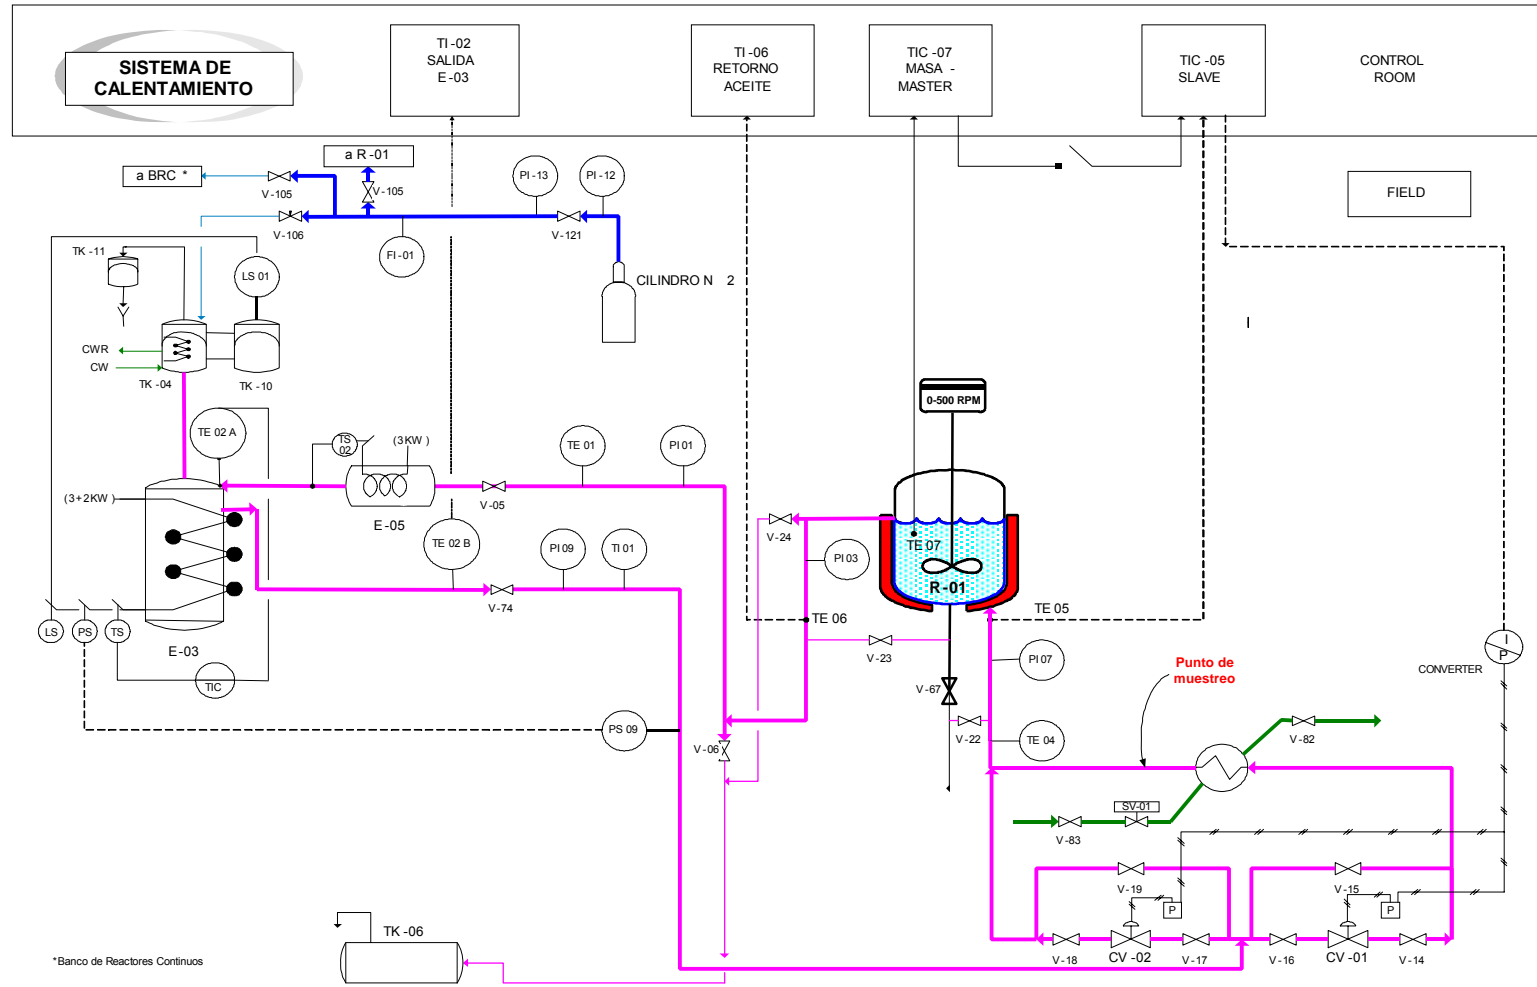 SISTEMA DE
CALENTAMIENTO
TI -02
SALIDA
E -03
TI -06
RETORNO
ACEITE
TIC -07
MASA -
MASTER
TIC -05
SLAVE
CONTROL
ROOM
a BRC *
a R -01
V -105
V -105
PI -13
PI -12
FIELD
V -106
V -121
FI -01
TK -11
LS 01
CILINDRO N 2
I
CWR
CW
TK -04
TK -10
0-500 RPM
TE 02 A
TS
02
(3KW )
TE 01
PI 01
(3 + 2KW )
V -05
E -05
V -24
TE 02 B
PI 09
TI 01
PI 03
TE 07
R -01
V -74
TE 06
TE 05
LS
PS
TS
E -03
TIC
V -23
PI 07
Punto de
muestreo
CONVERTER
I
P
V -67
PS 09
V -06
V -22
TE 04
V -82
SV-01
V -83
V -19
V -15
P
P
TK -06
V -18
CV -02
V -17
V -16
CV -01
V -14
*Banco de Reactores Continuos